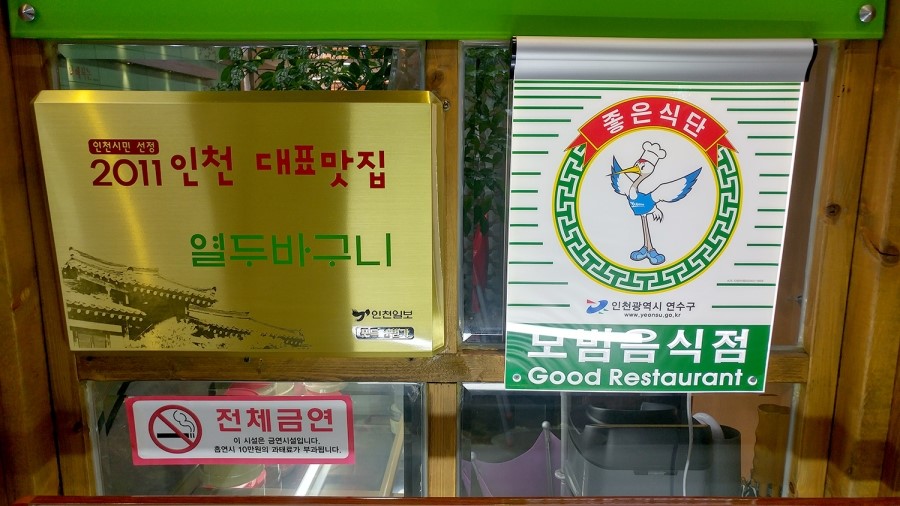 인천시민 선정
2011 인천 대표맛집
열두바구니
인천일보
좋은식단
인천광역시 연수구
www.yeonsu.go.kr
모범음식점
Good Restaurant
전체금연
이 시설은 금연시설입니다.
흡연시 10만원의 과태료가 부과됩니다.